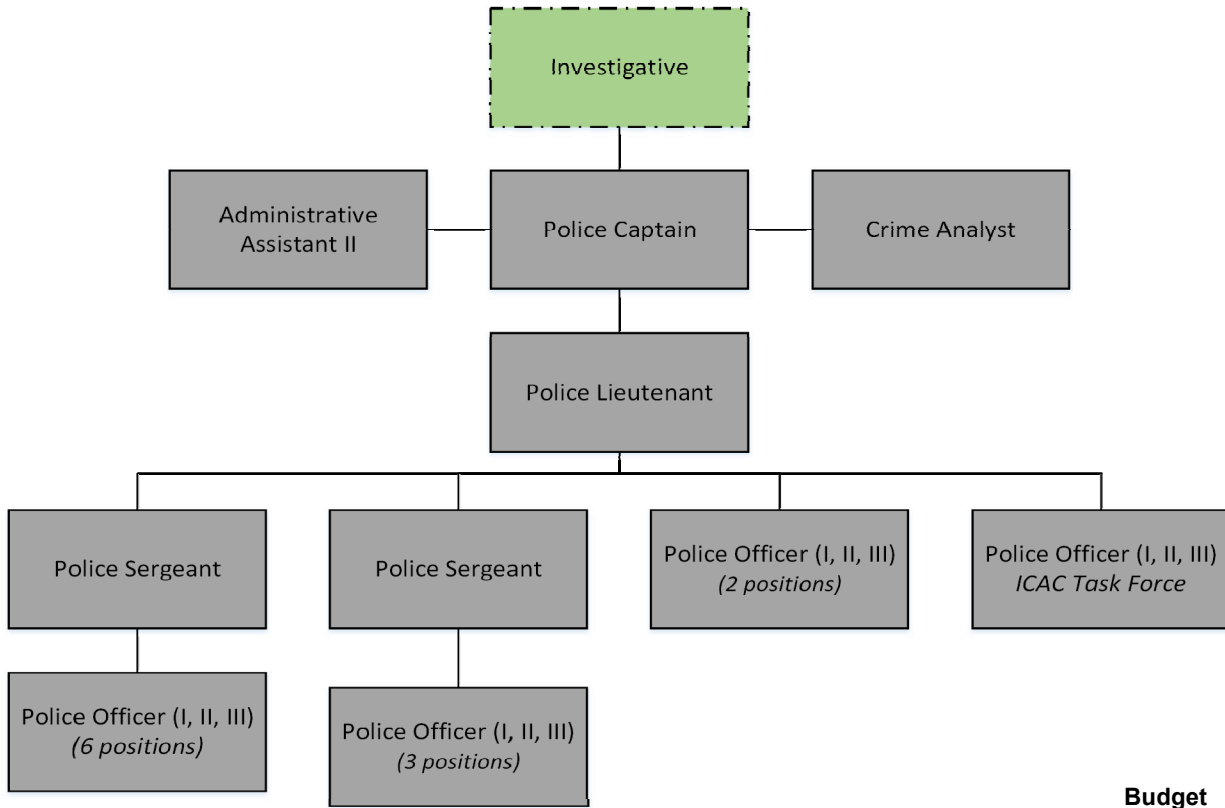 Investigative
Administrative
Assistant II
Police Captain
Crime Analyst
Police Lieutenant
Police Sergeant
Police Sergeant
Police Officer (I, II, III)
(2 positions)
Police Officer (I, II, III)
ICAC Task Force
Police Officer (I, II, III)
(6 positions)
Police Officer (I, II, III)
(3 positions)
Budget